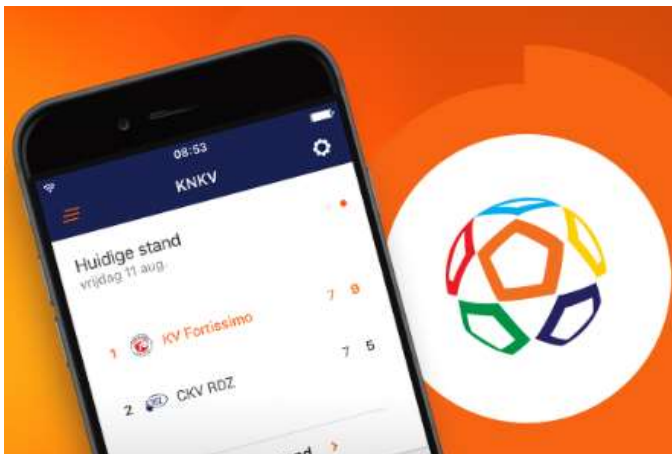 08:53
KNKV
Huidige stand
vrijdag 11 aug.
1 KV Fortissimo 7 9
2 CKV RDZ 7 5